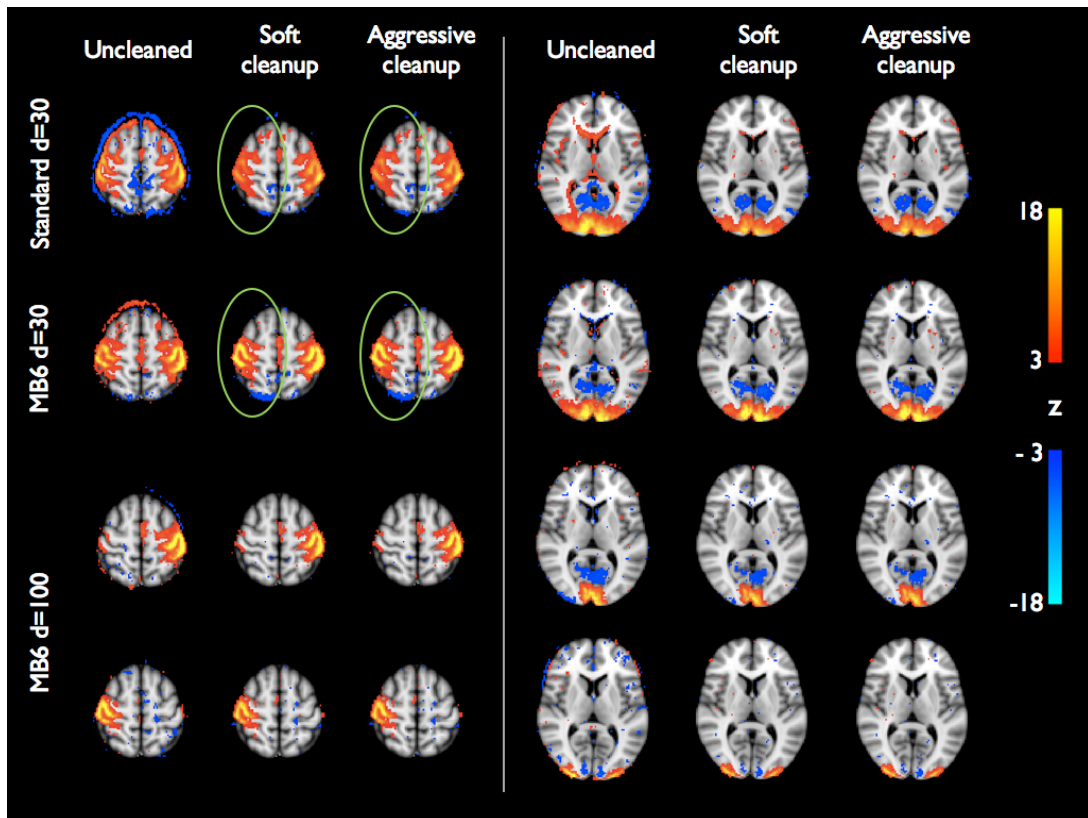 Uncleaned
Soft
cleanup
Aggressive
cleanup
Uncleaned
Soft
cleanup
Aggressive
cleanup
Standard d=30
MB6 d=30
MB6 d=100
18
3
z
- 3
-18